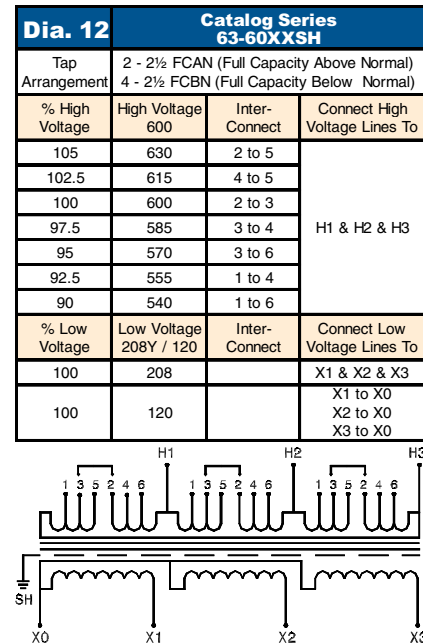 Dia. 12
Catalog Series
63-60XXSH
Tap
Arrangement
2 - 2½ FCAN (Full Capacity Above Normal)
4 - 2½ FCBN (Full Capacity Below Normal)
% High
Voltage
High Voltage
600
Inter-
Connect
Connect High
Voltage Lines To
105 630 2 to 5
102.5 615 4 to 5
100 600 2 to 3
97.5 585 3 to 4
95 570 3 to 6
92.5 555 1 to 4
90 540 1 to 6
H1 & H2 & H3
% Low
Voltage
Low Voltage
208Y / 120
Inter-
Connect
Connect Low
Voltage Lines To
100 208 X1 & X2 & X3
100 120
X1 to X0
X2 to X0
X3 to X0
H1 H2 H3
1 3 5 2 4 6 1 3 5 2 4 6 1 3 5 2 4 6
SH
X0 X1 X2 X3